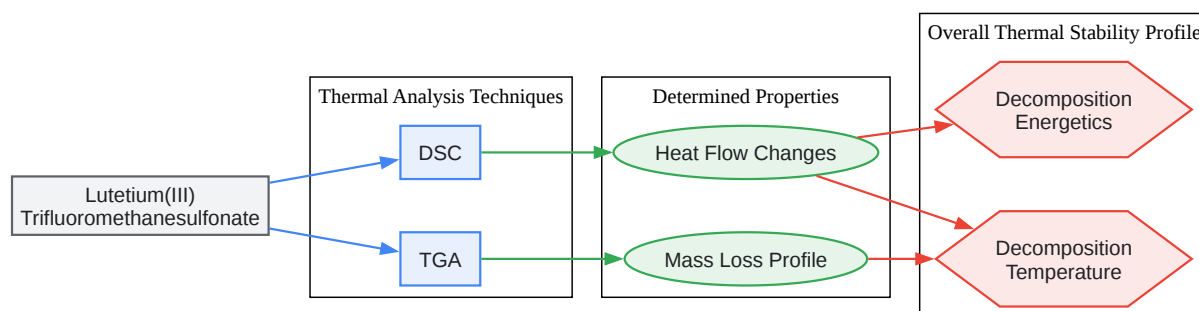 Overall Thermal Stability Profile
Thermal Analysis Techniques
Determined Properties
Decomposition
Energetics
DSC
Heat Flow Changes
Lutetium(III)
Trifluoromethanesulfonate
TGA
Mass Loss Profile
Decomposition
Temperature